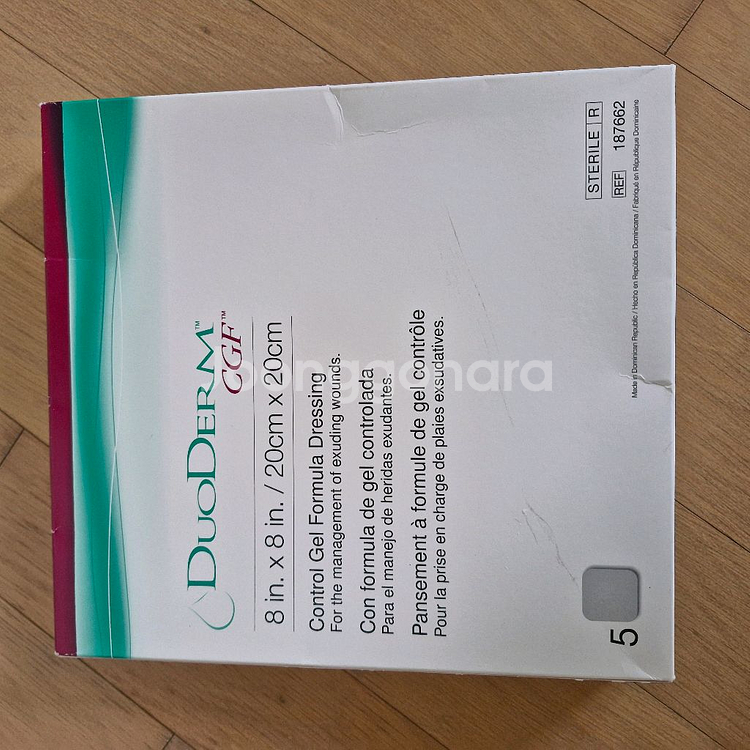 DUODERM™
CGF™
8 in. x 8 in. / 20cm x 20cm
Control Gel Formula Dressing
For the management of exuding wounds.
Con formula de gel controlada
Para el manejo de heridas exudantes.
Pansement à formule de gel contrôle
Pour la prise en charge de plaies exsudatives.
5
STERILE R
REF 187662
Made in Dominican Republic / Hecho en República Dominicana / Fabriqué en République Dominicaine
Joonggonara